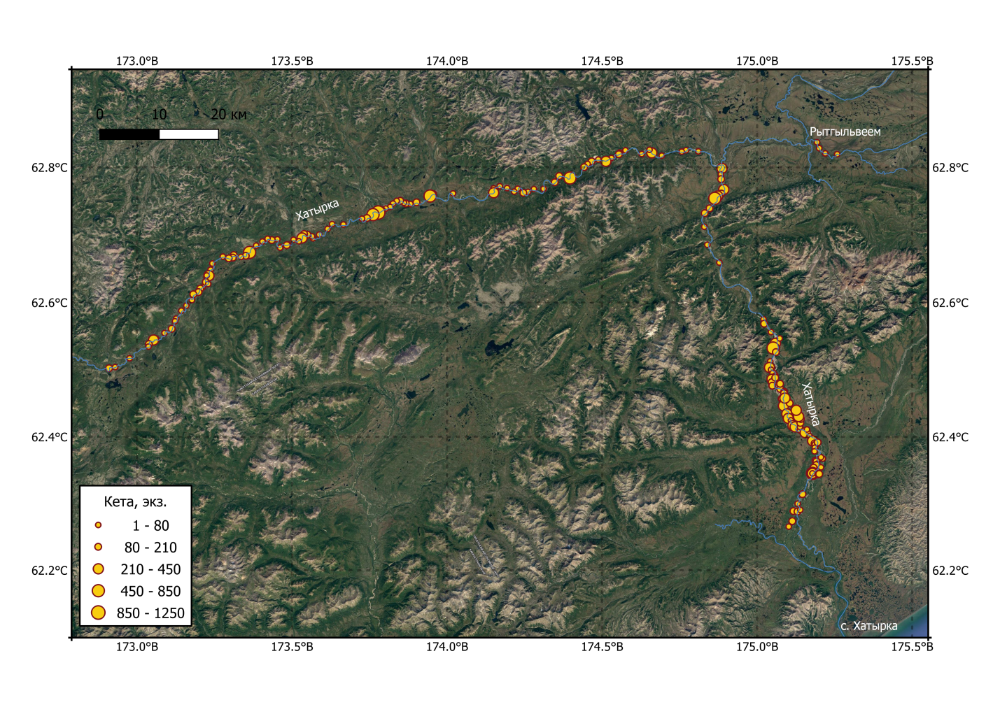 173.0°В 173.5°В 174.0°В 174.5°В 175.0°В 175.5°В
0 10 20 км
Рытгыльвеем
62.8°С 62.8°С
Хатырка
62.6°С 62.6°С
Хатырка
62.4°С 62.4°С
Кета, экз.
1 - 80
80 - 210
210 - 450
450 - 850
850 - 1250
62.2°С 62.2°С
с. Хатырка
173.0°В 173.5°В 174.0°В 174.5°В 175.0°В 175.5°В